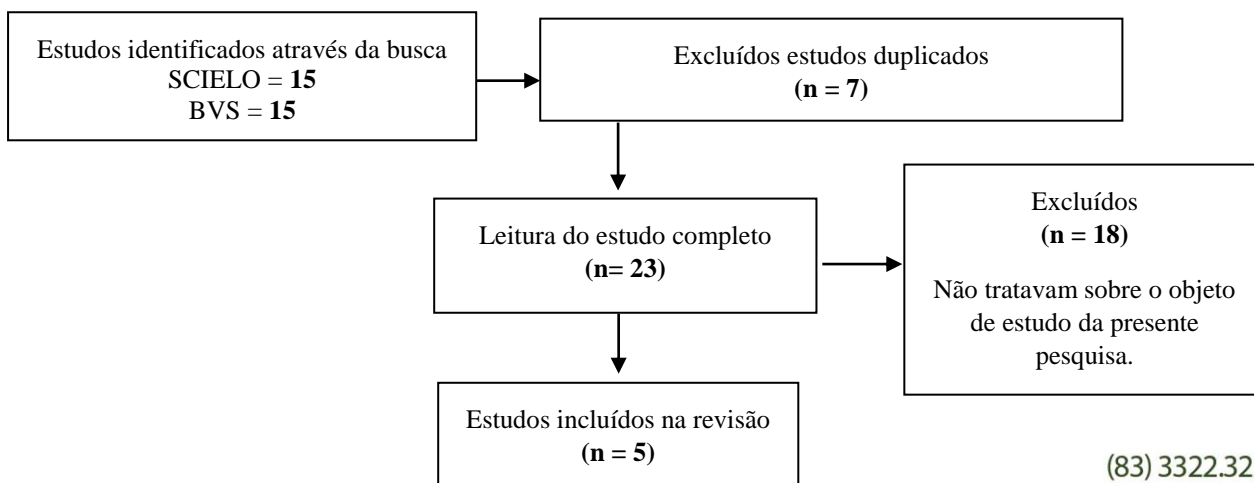 Estudos identificados através da busca
SCIELO = 15
BVS = 15
Excluídos estudos duplicados
(n = 7)
Leitura do estudo completo
(n= 23)
Excluídos
(n = 18)
Não tratavam sobre o objeto
de estudo da presente
pesquisa.
Estudos incluídos na revisão
(n = 5)
(83) 3322.32